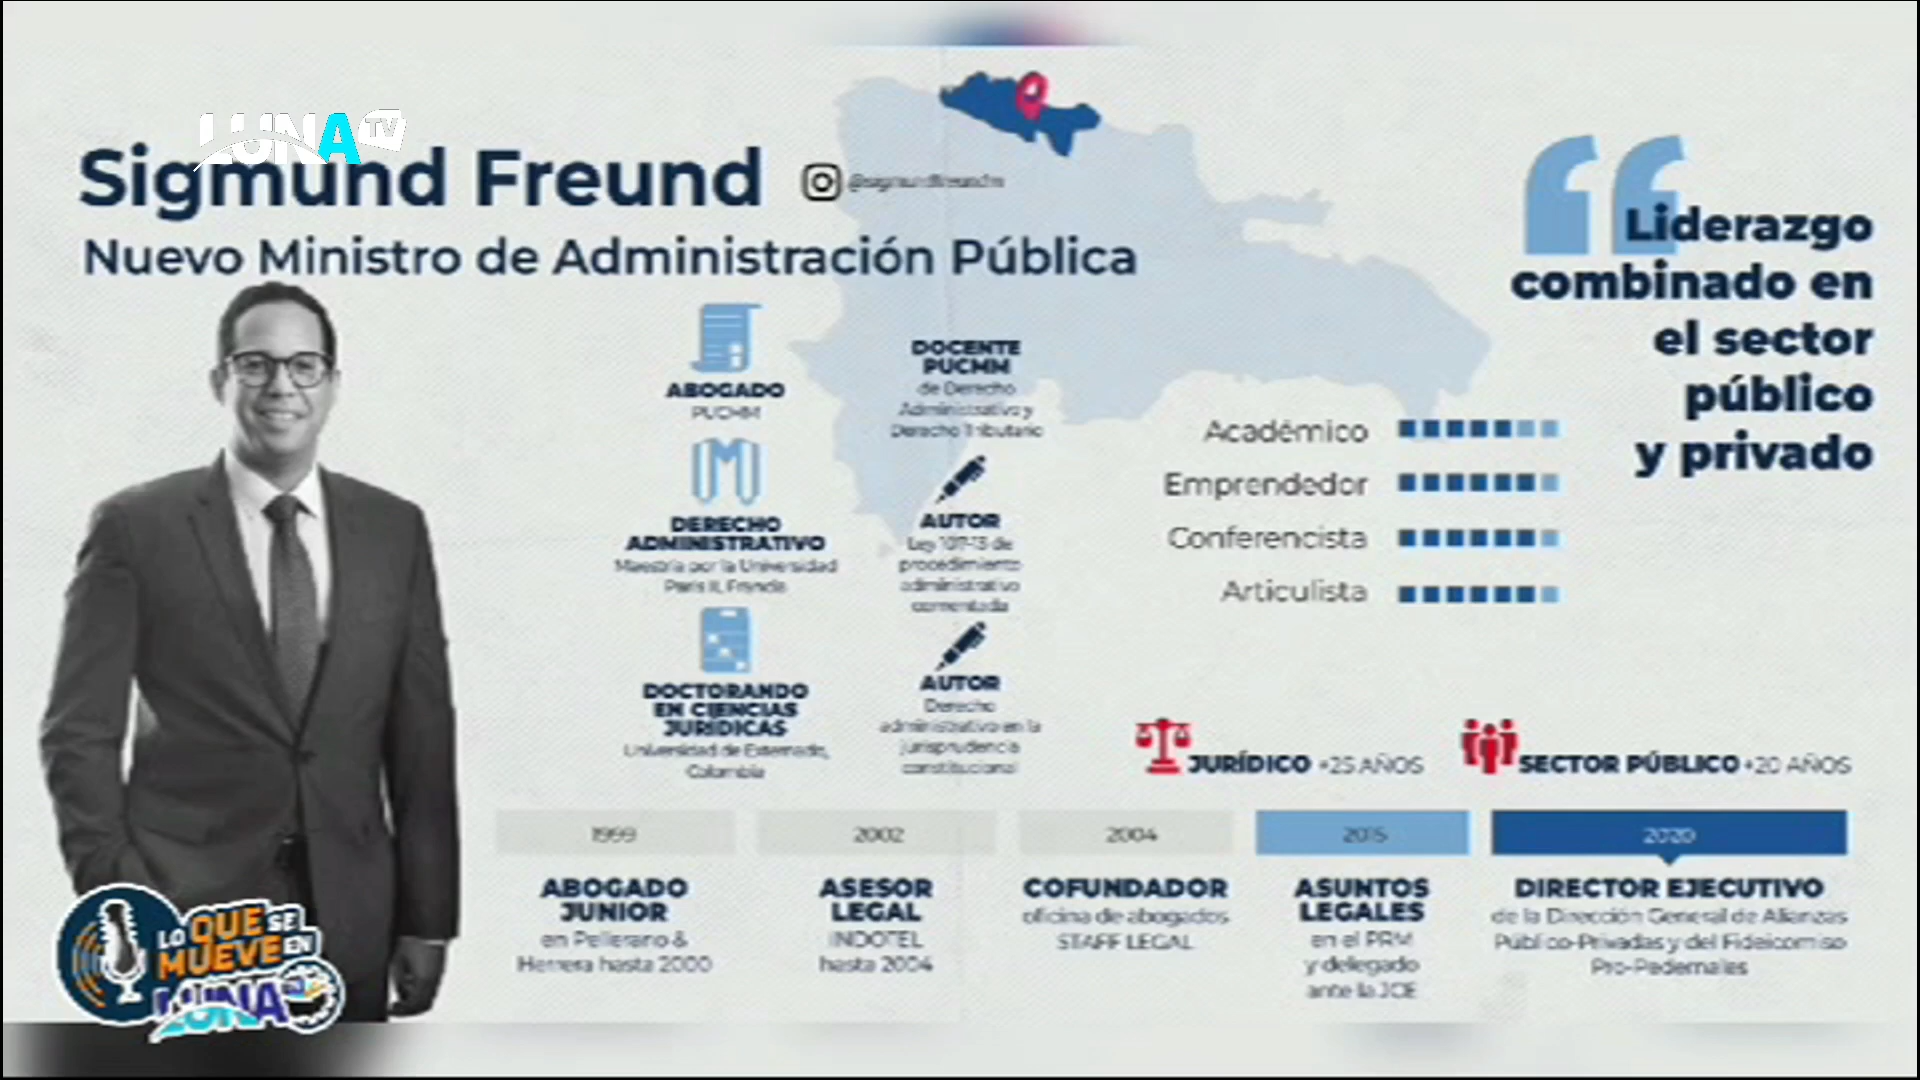 LUNA TV
Sigmund Freund
@sigmundfreundm
Nuevo Ministro de Administración Pública
Liderazgo
combinado en
el sector
público
y privado
ABOGADO
PUCMM
DERECHO
ADMINISTRATIVO
Maestría por la Universidad
Paris II, Francia
DOCTORANDO
EN CIENCIAS
JURÍDICAS
Universidad de Externado,
Colombia
DOCENTE
PUCMM
de Derecho
Administrativo y
Derecho Tributario
AUTOR
Ley 107-13 de
procedimiento
administrativo
comentada
AUTOR
Derecho
administrativo en la
jurisprudencia
constitucional
Académico
Emprendedor
Conferencista
Articulista
JURÍDICO +25 AÑOS
SECTOR PÚBLICO +20 AÑOS
1999
ABOGADO
JUNIOR
en Pellerano &
Herrera hasta 2000
2002
ASESOR
LEGAL
INDOTEL
hasta 2004
2004
COFUNDADOR
oficina de abogados
STAFF LEGAL
2015
ASUNTOS
LEGALES
en el PRM
y delegado
ante la JCE
2020
DIRECTOR EJECUTIVO
de la Dirección General de Alianzas
Público-Privadas y del Fideicomiso
Pro-Pedernales
LO QUE SE
MUEVE EN
LUNA TV